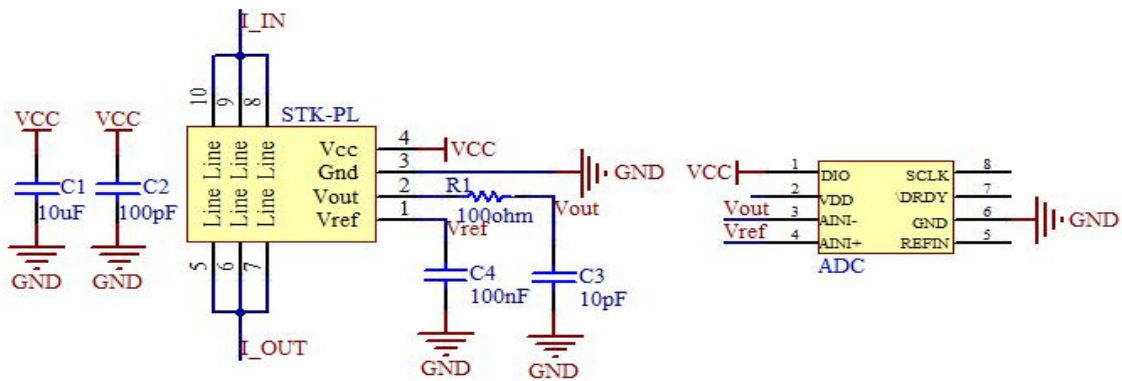 I_IN
10 9 8
STK-PL
VCC
C1
10uF
GND
VCC
C2
100pF
GND
Line Line
Line Line
Line Line
Vcc 4 VCC
Gnd 3 GND
Vout 2
Vref 1
R1
100ohm
Vout
Vref
5 6 7
I_OUT
C4
100nF
GND
C3
10pF
GND
VCC 1 DIO
2 VDD
Vout 3 AINI-
Vref 4 AINI+
SCLK 8
\DRDY 7
GND 6 GND
REFIN 5
ADC